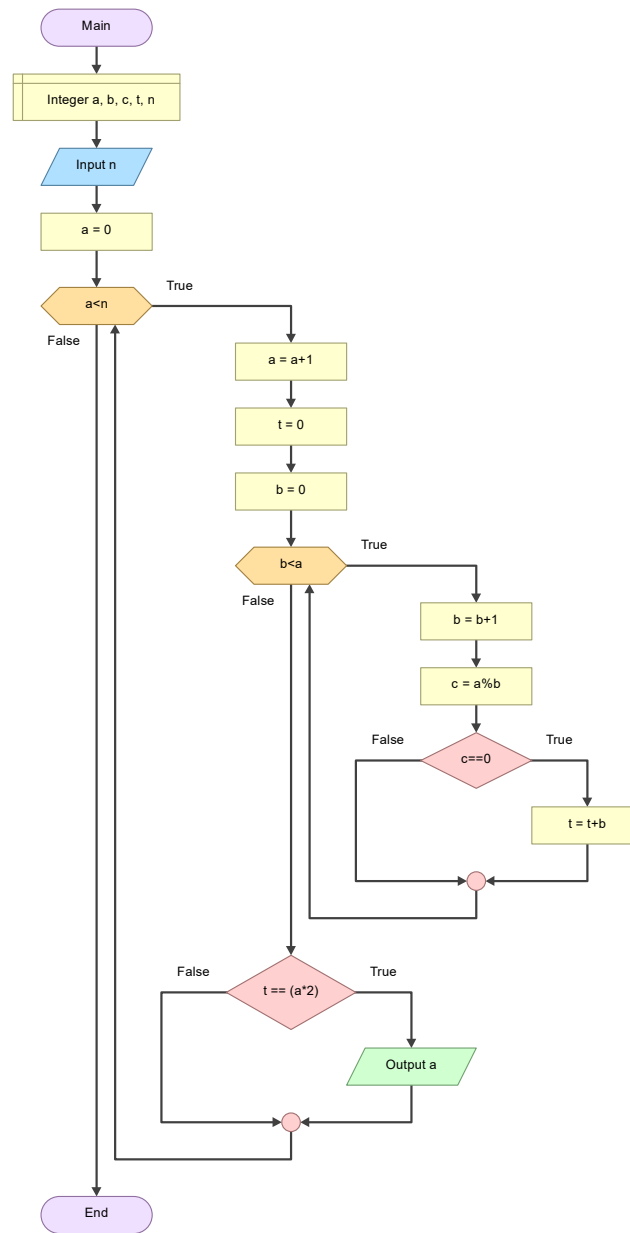 Main
Integer a, b, c, t, n
Input n
a = 0
a<n
True
False
a = a+1
t = 0
b = 0
b<a
True
False
b = b+1
c = a%b
c==0
False
True
t = t+b
t == (a*2)
False
True
Output a
End